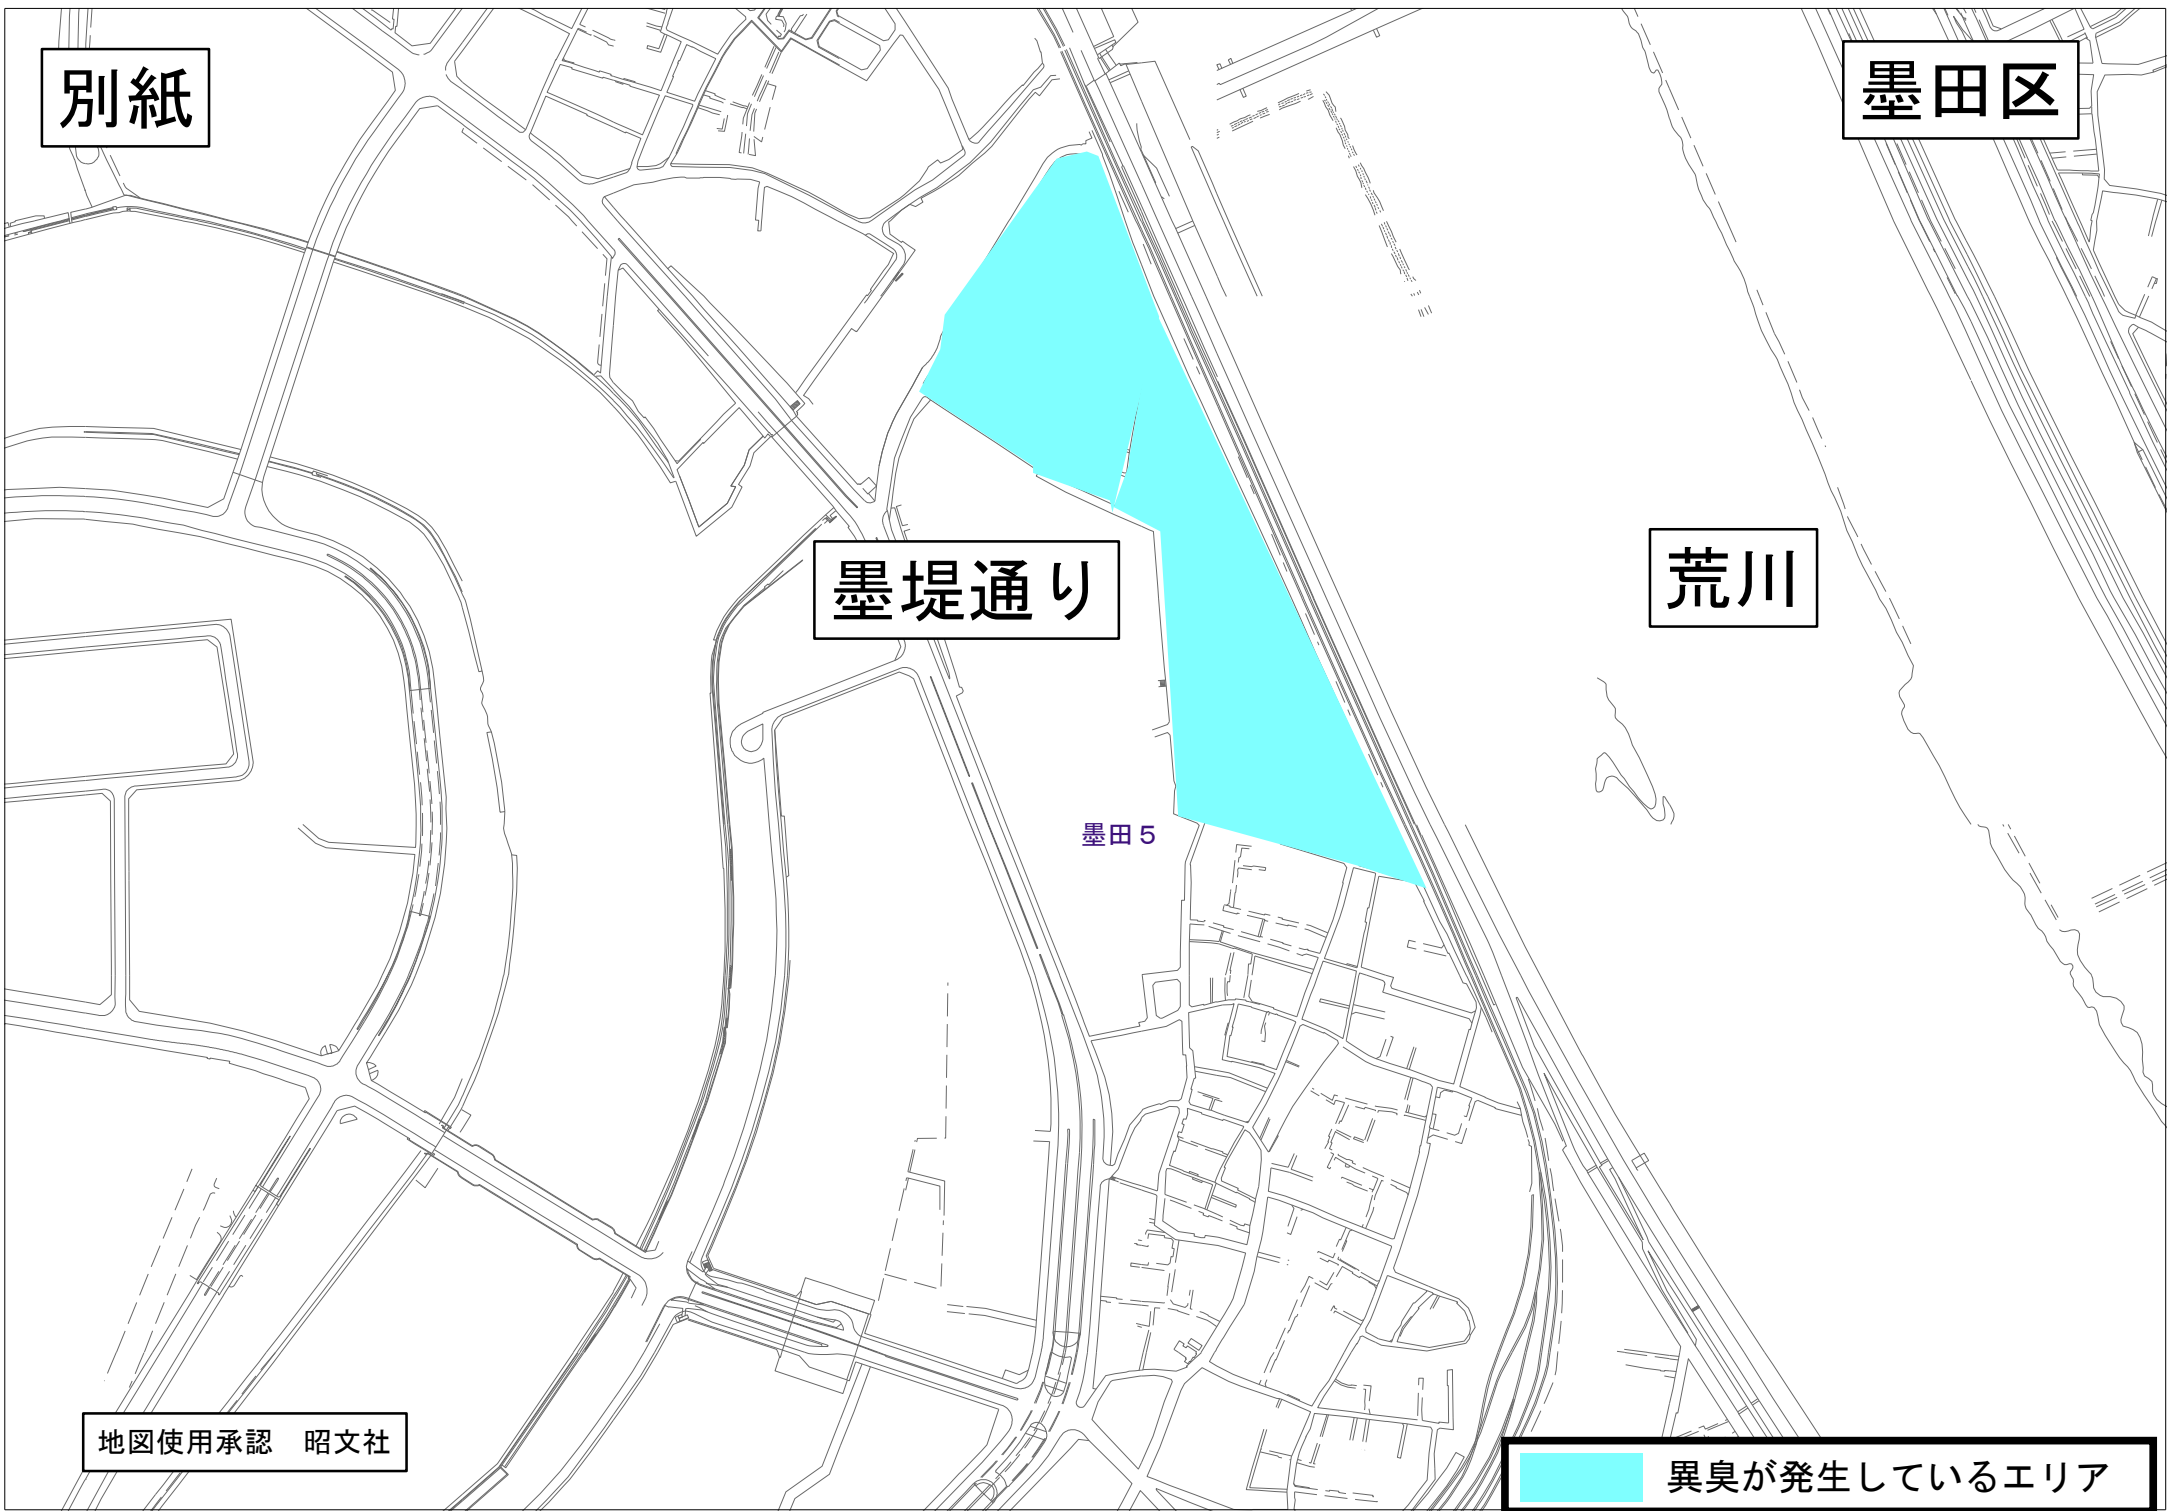 別紙
墨田区
墨堤通り
荒川
墨田５
地図使用承認　昭文社
異臭が発生しているエリア